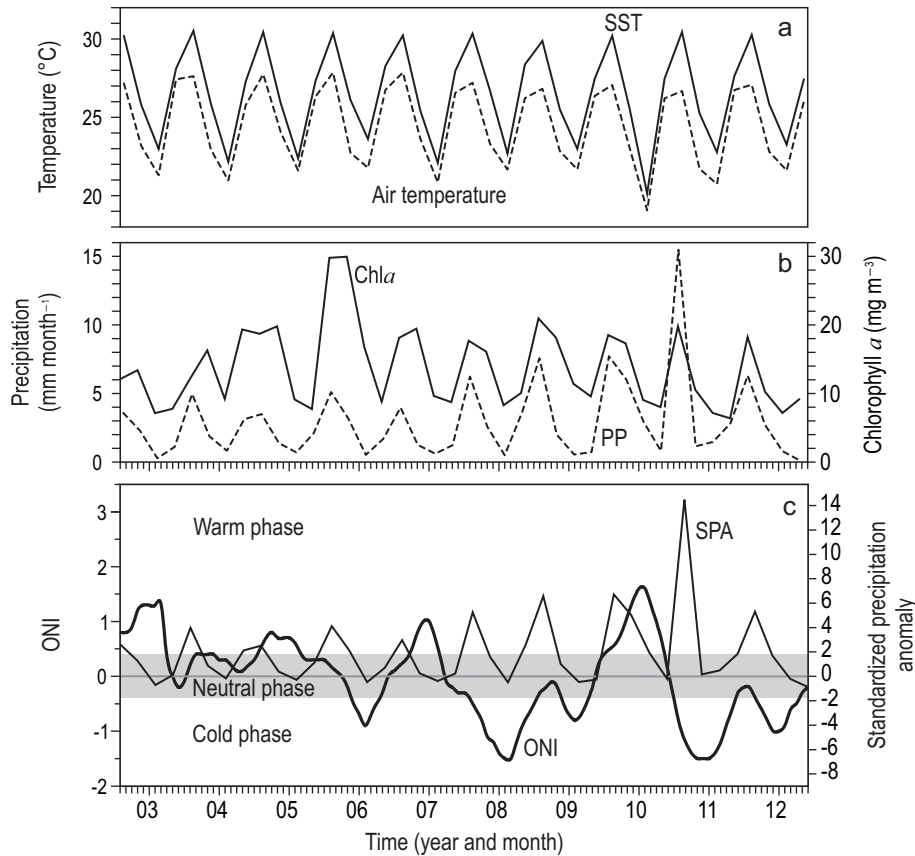 a
SST
Temperature (°C)
30
25
20
Air temperature
b
Chla
Precipitation
(mm month⁻¹)
15
10
5
0
PP
30
20
10
0
Chlorophyll a (mg m⁻³)
c
SPA
Warm phase
ONI
3
2
1
0
-1
-2
Neutral phase
Cold phase
ONI
14
12
10
8
6
4
2
0
-2
-4
-6
-8
Standardized precipitation
anomaly
03 04 05 06 07 08 09 10 11 12
Time (year and month)